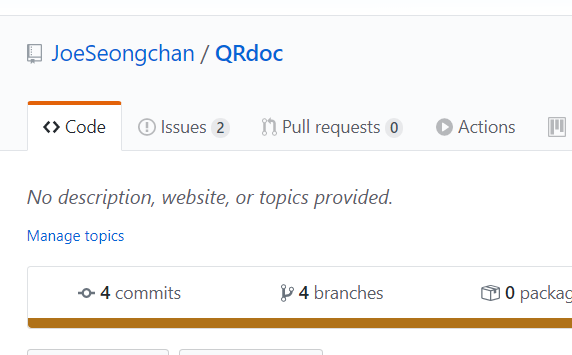 JoeSeongchan / QRdoc
Code Issues 2 Pull requests 0 Actions
No description, website, or topics provided.
Manage topics
4 commits 4 branches 0